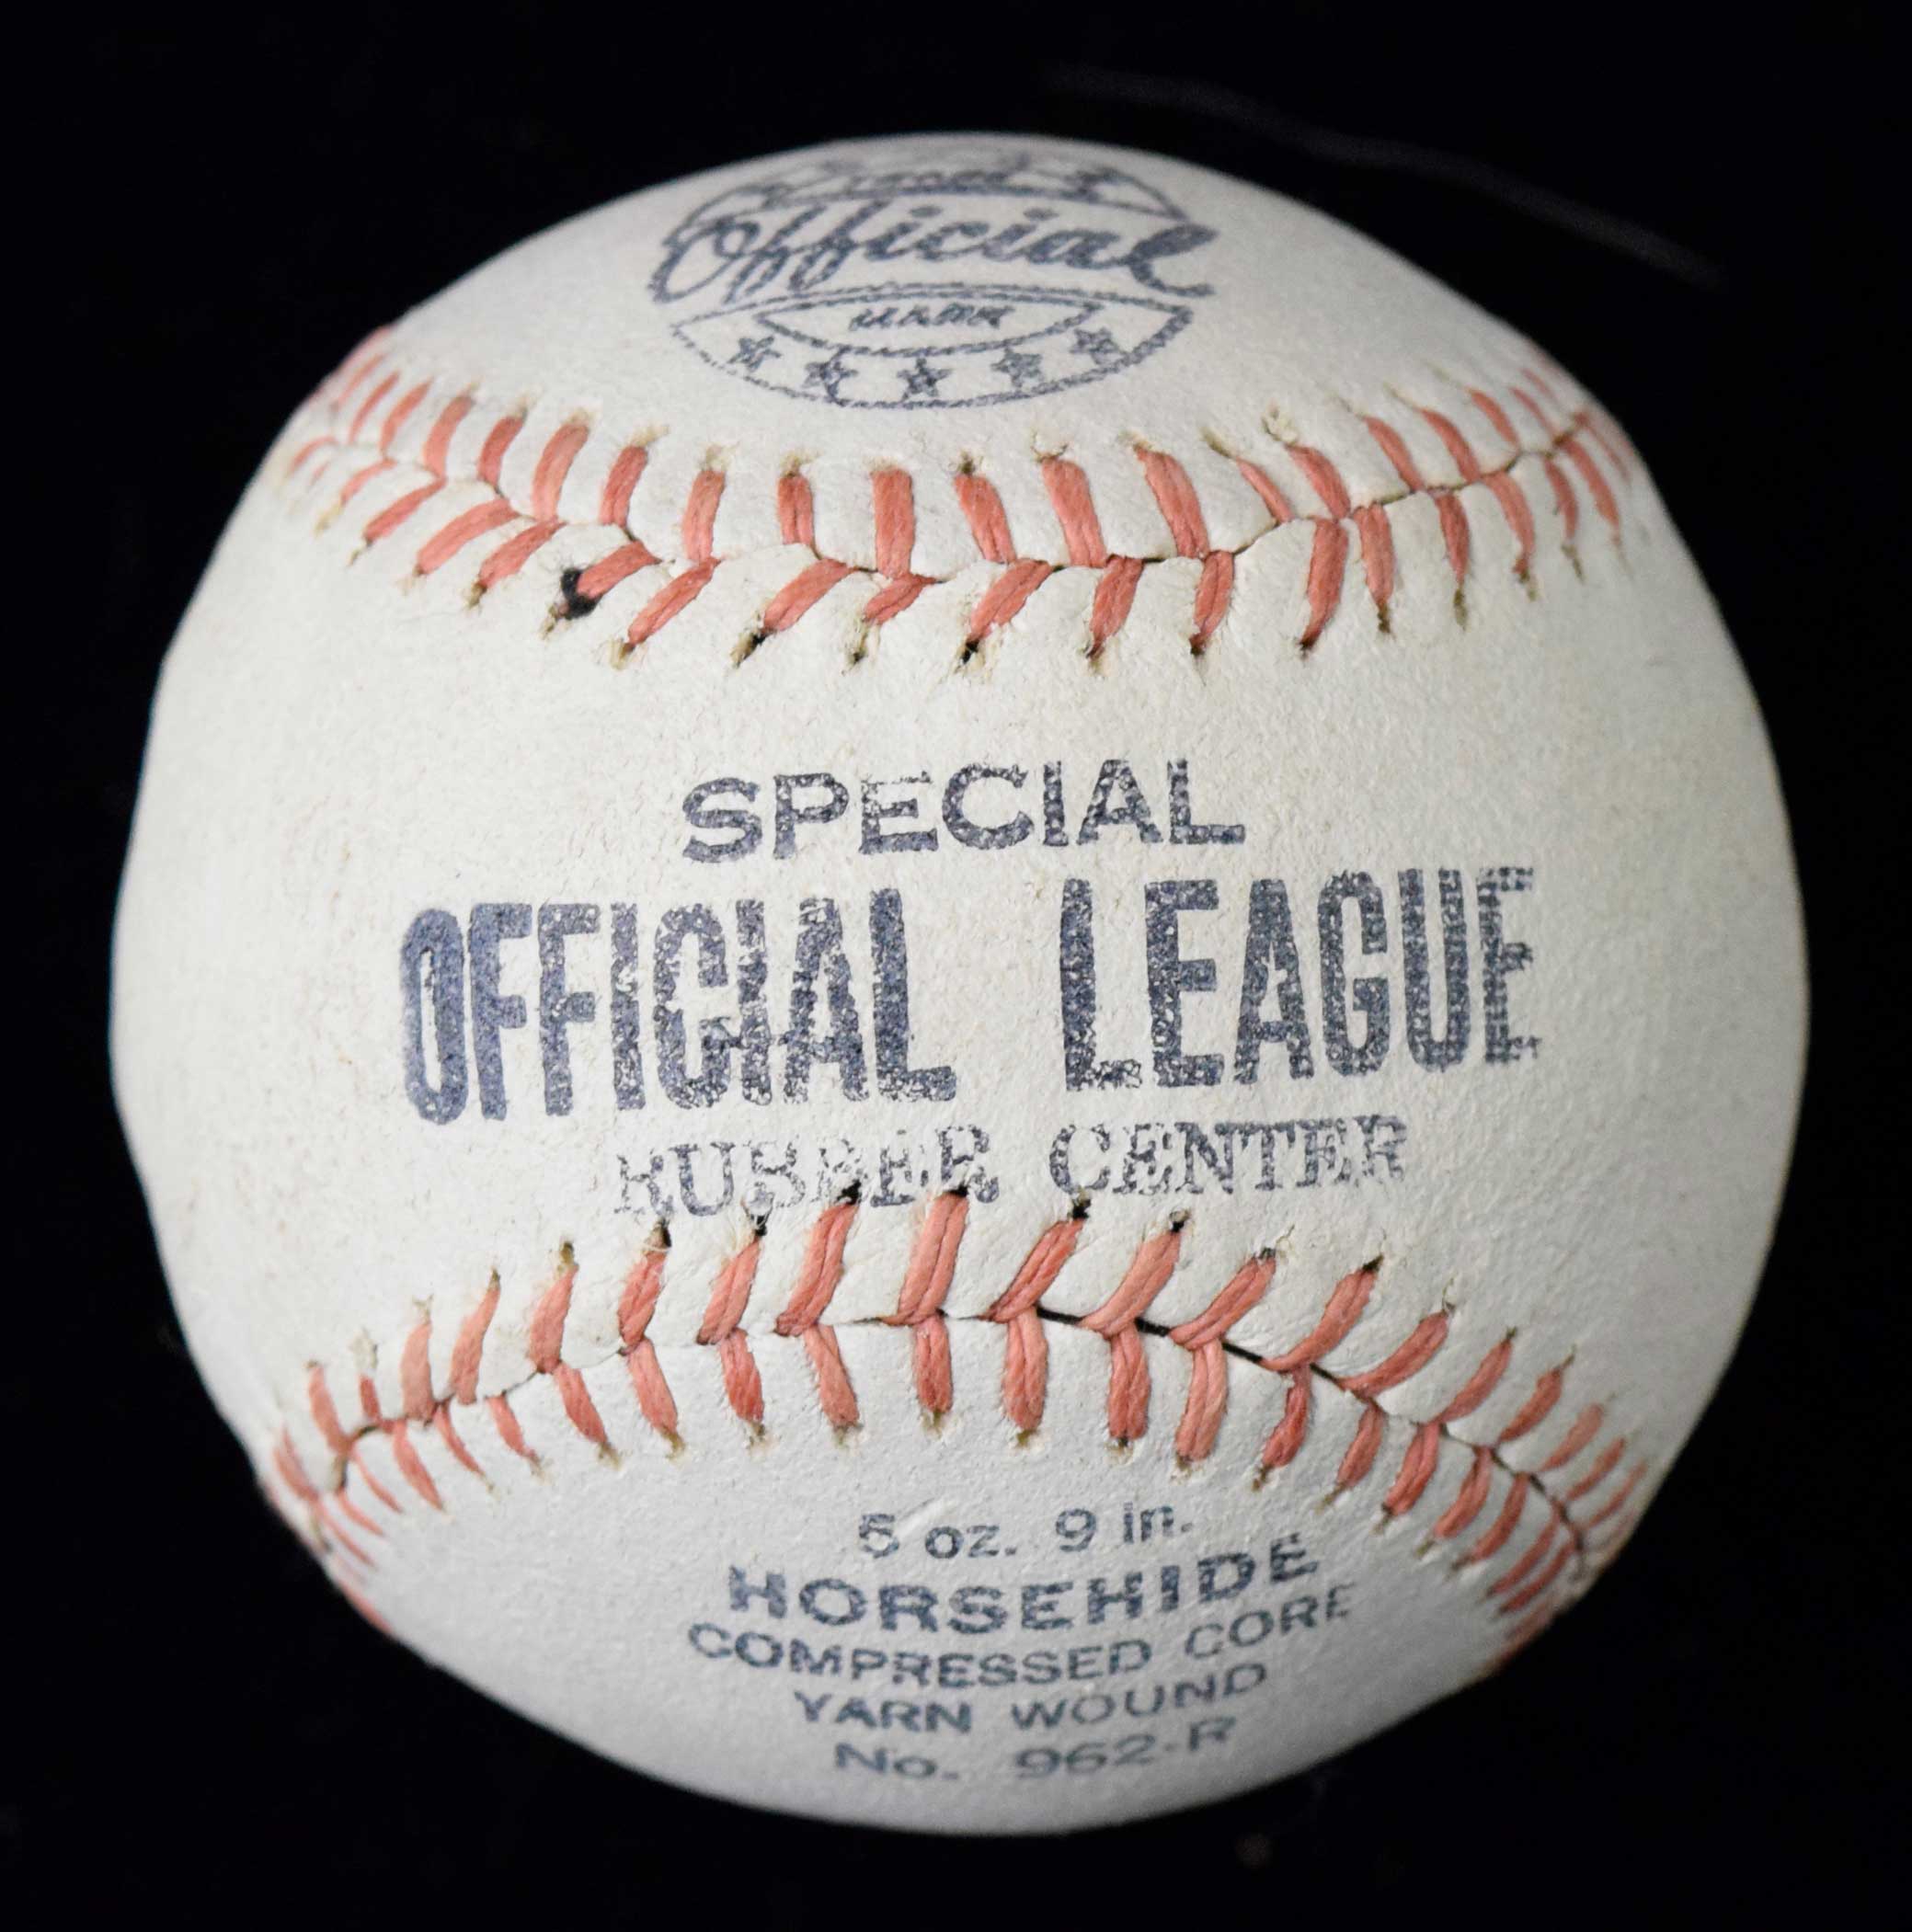 Official
SPECIAL
OFFICIAL LEAGUE
RUBBER CENTER
5 oz. 9 in.
HORSEHIDE
COMPRESSED CORE
YARN WOUND
No. 962-R